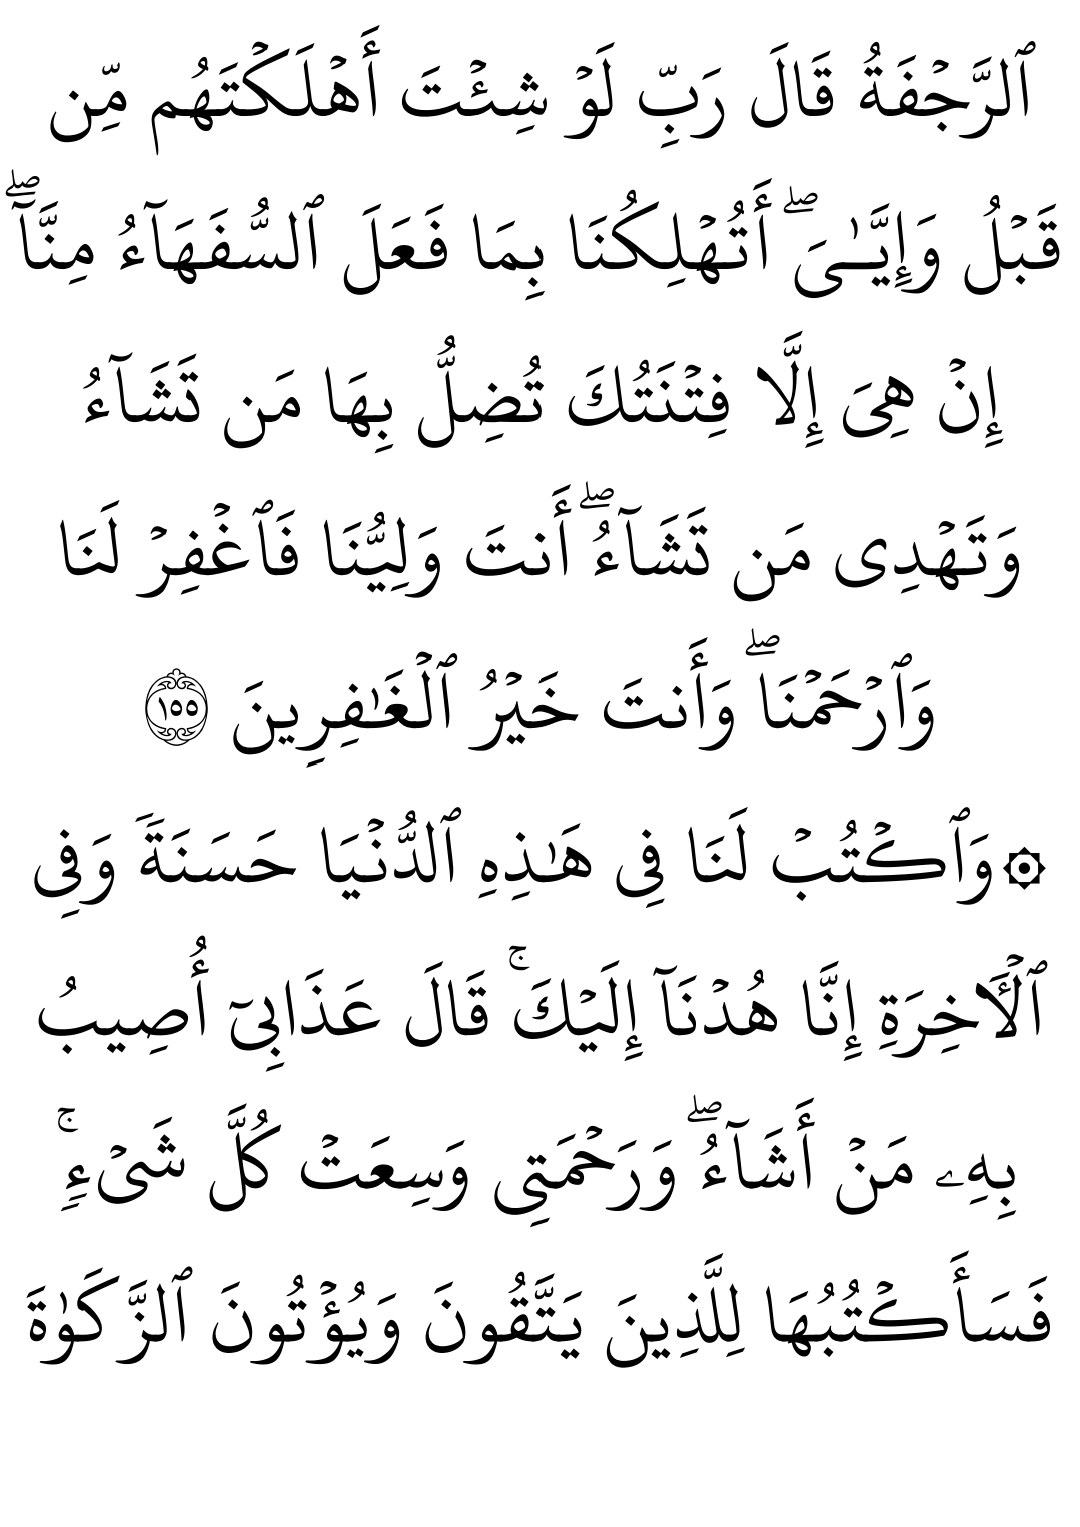 ٱلرَّجۡفَةُ قَالَ رَبِّ لَوۡ شِئۡتَ أَهۡلَكۡتَهُم مِّن
قَبۡلُ وَإِيَّـٰىَۖ أَتُهۡلِكُنَا بِمَا فَعَلَ ٱلسُّفَهَآءُ مِنَّآۖ
إِنۡ هِىَ إِلَّا فِتۡنَتُكَ تُضِلُّ بِهَا مَن تَشَآءُ
وَتَهۡدِى مَن تَشَآءُۖ أَنتَ وَلِيُّنَا فَٱغۡفِرۡ لَنَا
وَٱرۡحَمۡنَاۖ وَأَنتَ خَيۡرُ ٱلۡغَـٰفِرِينَ ١٥٥
۞وَٱكۡتُبۡ لَنَا فِى هَـٰذِهِ ٱلدُّنۡيَا حَسَنَةَ وَفِى
ٱلۡأَخِرَةِ إِنَّا هُدۡنَآ إِلَيۡكَۚ قَالَ عَذَابِىٓ أُصِيبُ
بِهِۦ مَنۡ أَشَآءُۖ وَرَحۡمَتِى وَسِعَتۡ كُلَّ شَىۡءٍۚ
فَسَأَكۡتُبُهَا لِلَّذِينَ يَتَّقُونَ وَيُؤۡتُونَ ٱلزَّكَوٰةَ